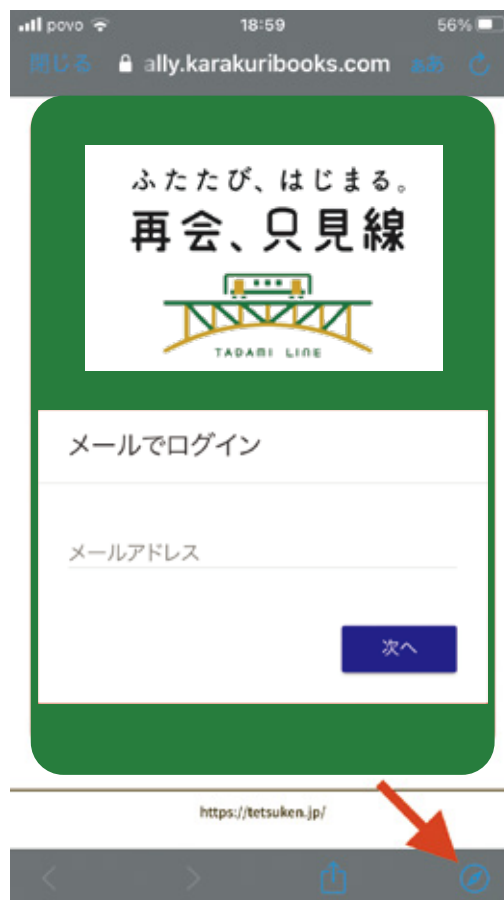 povo 18:59 56%
閉じる ally.karakuribooks.com ぁあ
ふたたび、はじまる。
再会、只見線
TADAMI LINE
メールでログイン
メールアドレス
次へ
https://tetsuken.jp/